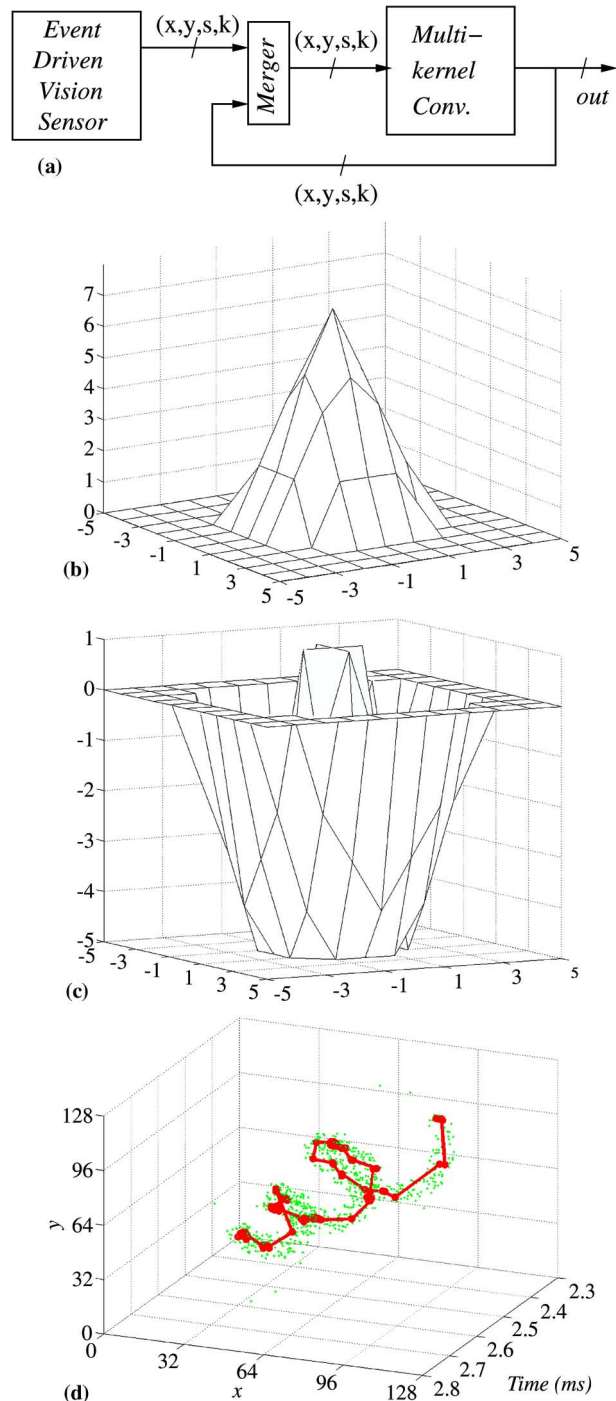 Event
Driven
Vision
Sensor
(x,y,s,k)
Merger
(x,y,s,k)
Multi-
kernel
Conv.
out
(x,y,s,k)
(a)
7
6
5
4
3
2
1
0
-5 -3 -1 1 3 5
-5 -3 -1 1 3 5
(b)
1
0
-1
-2
-3
-4
-5
-5 -3 -1 1 3 5
-5 -3 -1 1 3 5
(c)
128
96
64
32
0
y
0 32 64 96 128
x
2.3
2.4
2.5
2.6
2.7
2.8
Time (ms)
(d)